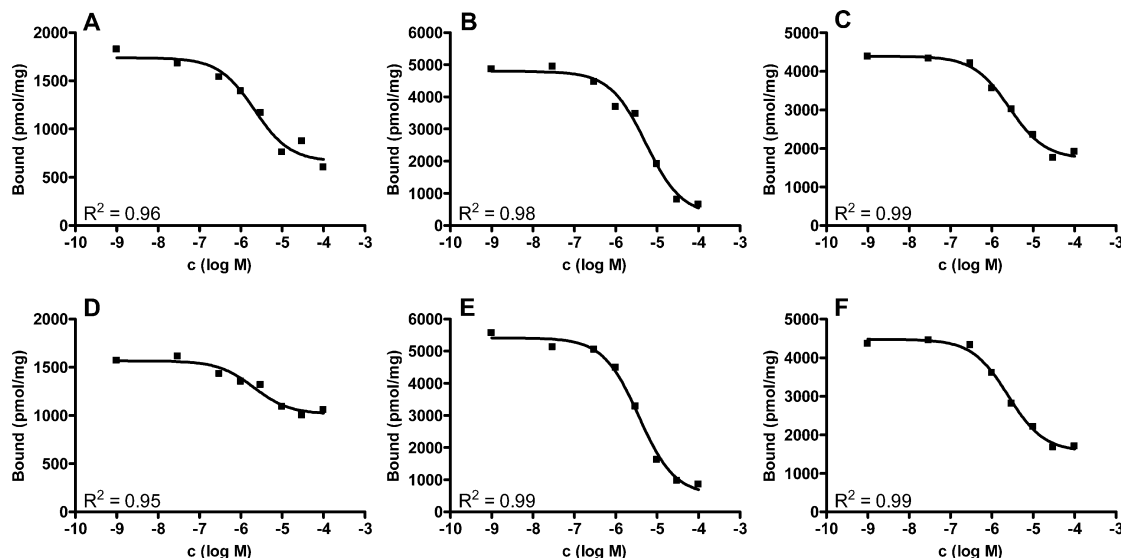 A
2000
1500
1000
500
0
Bound (pmol/mg)
R² = 0.96
-10 -9 -8 -7 -6 -5 -4 -3
c (log M)
B
6000
5000
4000
3000
2000
1000
0
Bound (pmol/mg)
R² = 0.98
-10 -9 -8 -7 -6 -5 -4 -3
c (log M)
C
5000
4000
3000
2000
1000
0
Bound (pmol/mg)
R² = 0.99
-10 -9 -8 -7 -6 -5 -4 -3
c (log M)
D
2000
1500
1000
500
0
Bound (pmol/mg)
R² = 0.95
-10 -9 -8 -7 -6 -5 -4 -3
c (log M)
E
6000
5000
4000
3000
2000
1000
0
Bound (pmol/mg)
R² = 0.99
-10 -9 -8 -7 -6 -5 -4 -3
c (log M)
F
5000
4000
3000
2000
1000
0
Bound (pmol/mg)
R² = 0.99
-10 -9 -8 -7 -6 -5 -4 -3
c (log M)